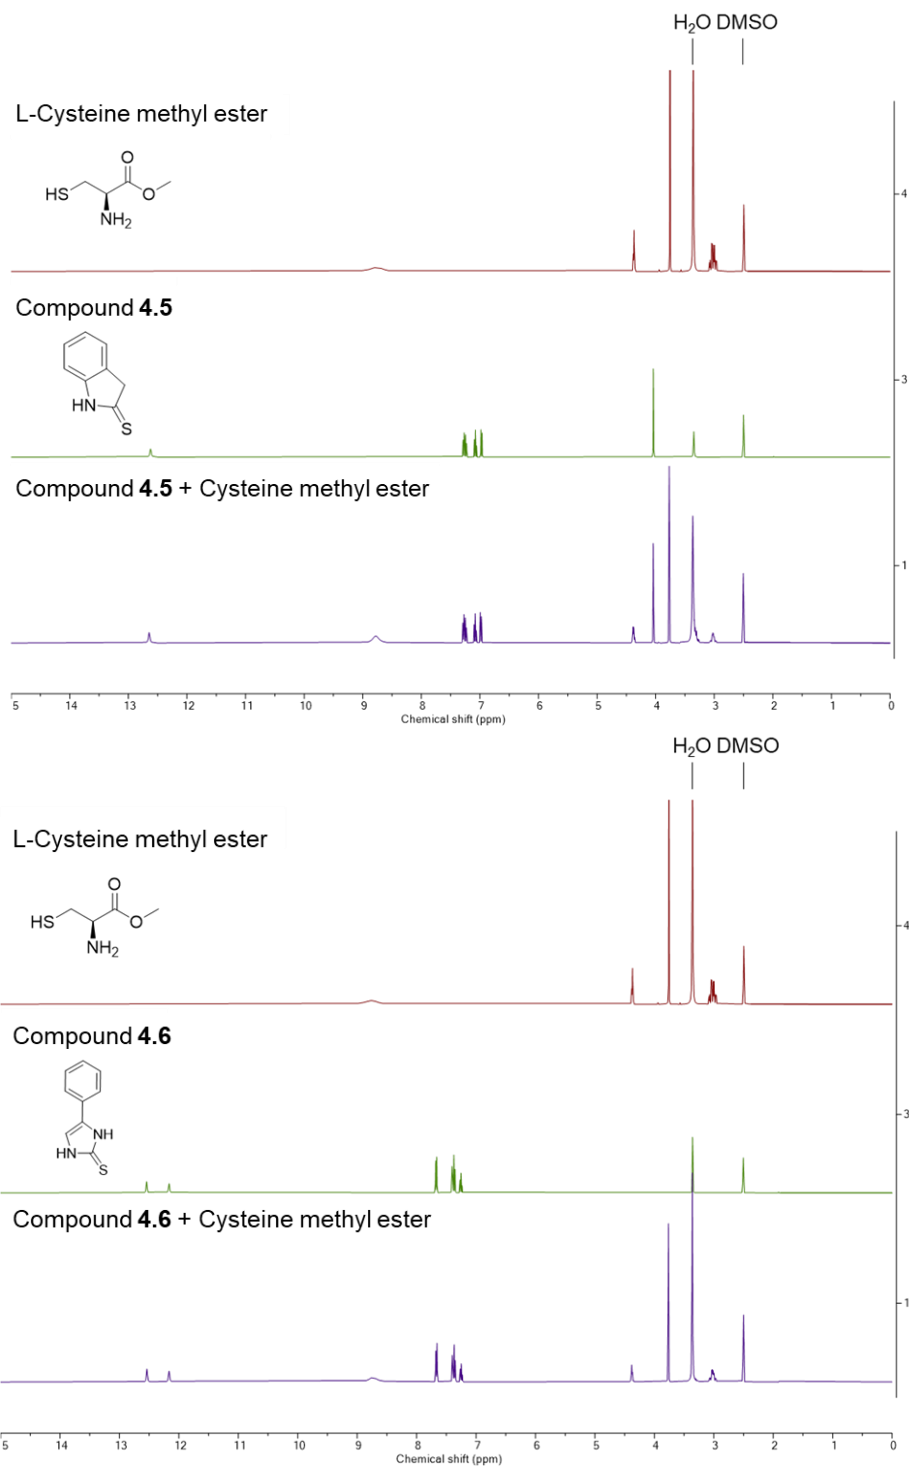 H₂O DMSO
L-Cysteine methyl ester
O
HS
O
NH₂
4
Compound 4.5
HN
S
3
Compound 4.5 + Cysteine methyl ester
1
5 14 13 12 11 10 9 8 7 6 5 4 3 2 1 0
Chemical shift (ppm)
H₂O DMSO
L-Cysteine methyl ester
O
HS
O
NH₂
4
Compound 4.6
NH
HN
S
3
Compound 4.6 + Cysteine methyl ester
1
5 14 13 12 11 10 9 8 7 6 5 4 3 2 1 0
Chemical shift (ppm)